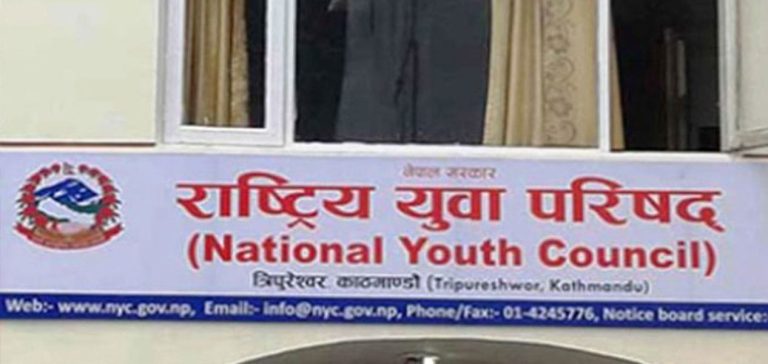 नेपाल सरकार
राष्ट्रिय युवा परिषद्
(National Youth Council)
त्रिपुरेश्वर, काठमाण्डौं (Tripureshwor, Kathmandu)
Web:- www.nyc.gov.np, Email:- info@nyc.gov.np, Phone/Fax:- 01-4245776, Notice board service: